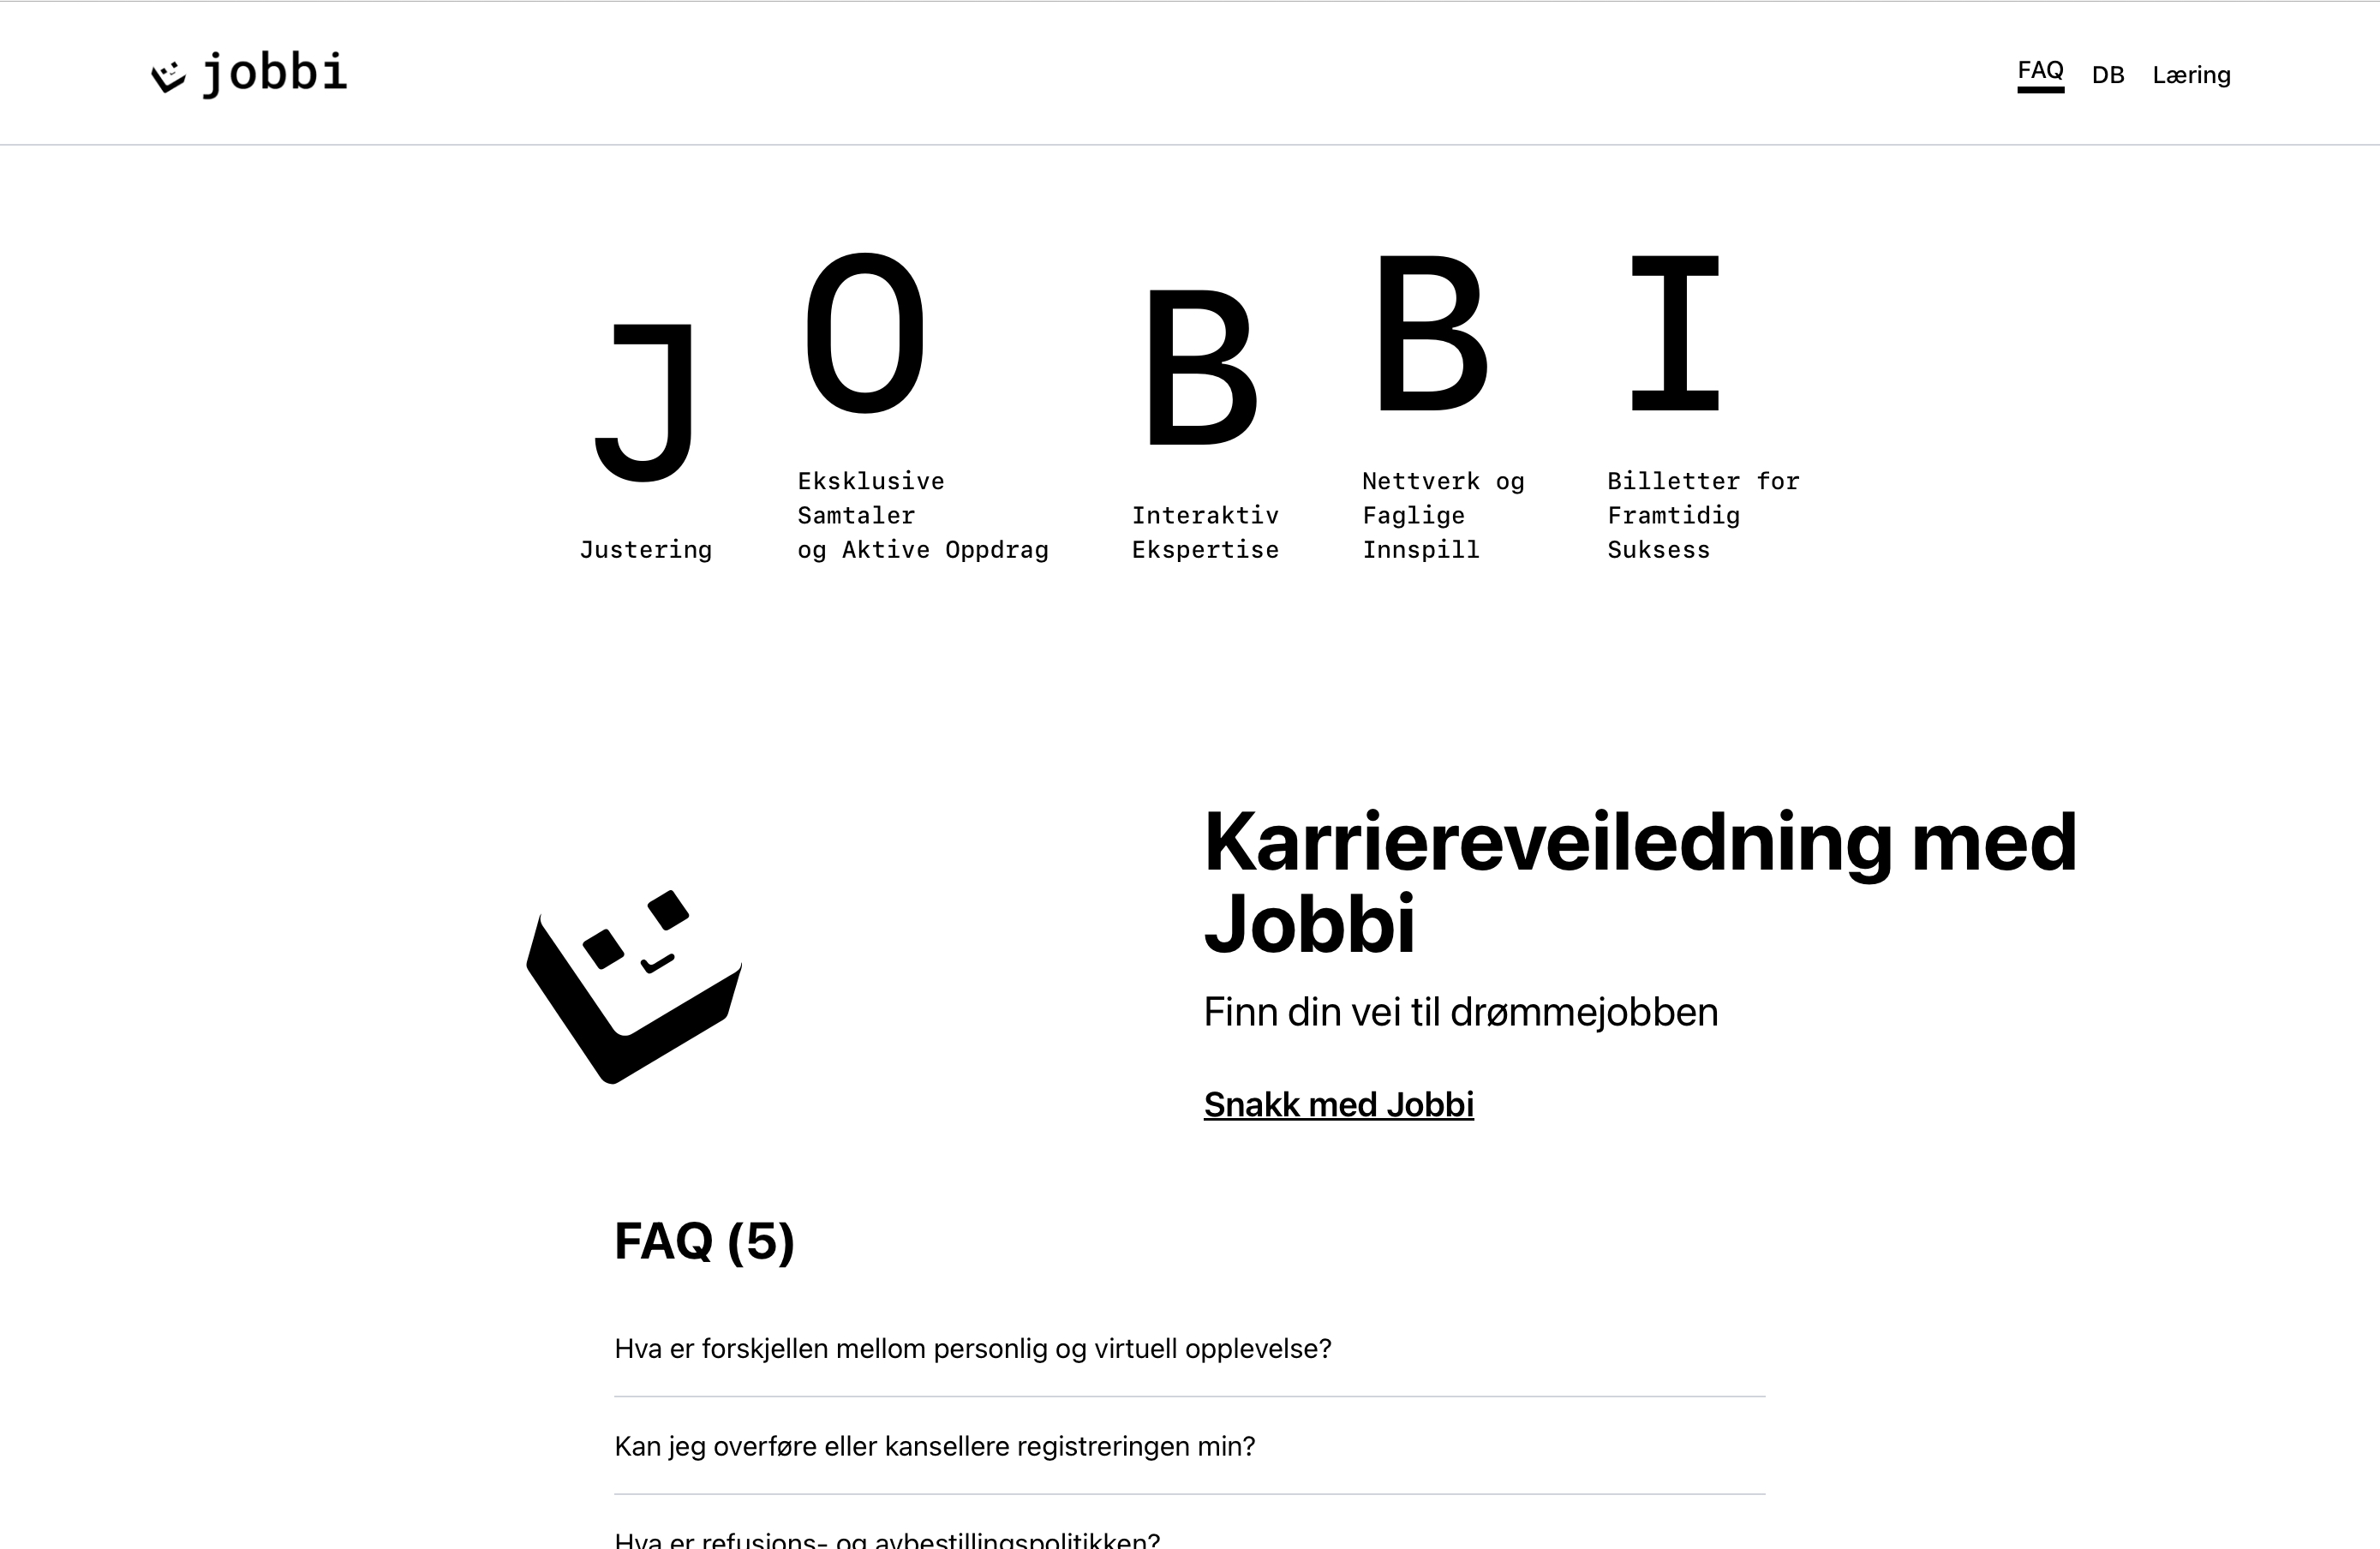 jobbi
FAQ DB Læring
J O B B I
Justering
Eksklusive
Samtaler
og Aktive Oppdrag
Interaktiv
Ekspertise
Nettverk og
Faglige
Innspill
Billetter for
Framtidig
Suksess
Karriereveiledning med
Jobbi
Finn din vei til drømmejobben
Snakk med Jobbi
FAQ (5)
Hva er forskjellen mellom personlig og virtuell opplevelse?
Kan jeg overføre eller kansellere registreringen min?
Hva er refusjons- og avbestillingspolitikken?